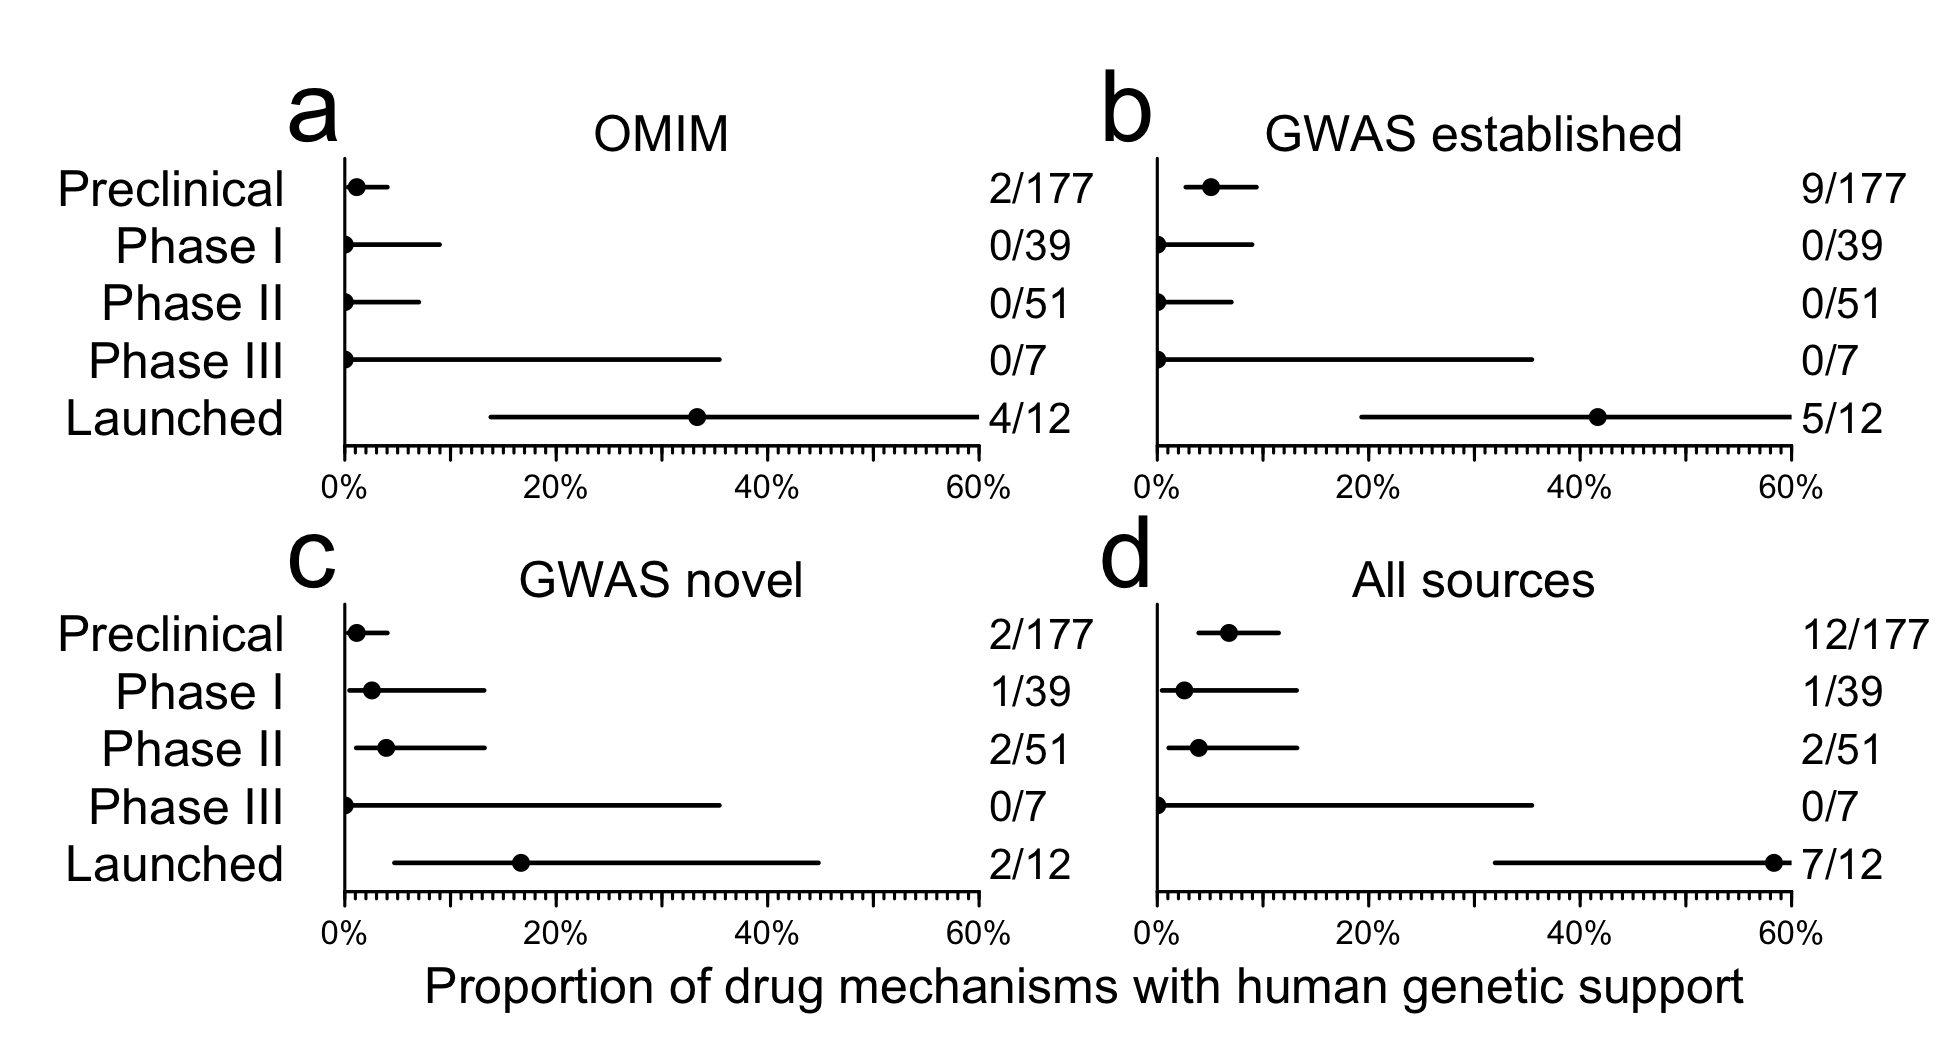 a
OMIM
Preclinical 2/177
Phase I 0/39
Phase II 0/51
Phase III 0/7
Launched 4/12
0% 20% 40% 60%
b
GWAS established
9/177
0/39
0/51
0/7
5/12
0% 20% 40% 60%
c
GWAS novel
Preclinical 2/177
Phase I 1/39
Phase II 2/51
Phase III 0/7
Launched 2/12
0% 20% 40% 60%
d
All sources
12/177
1/39
2/51
0/7
7/12
0% 20% 40% 60%
Proportion of drug mechanisms with human genetic support